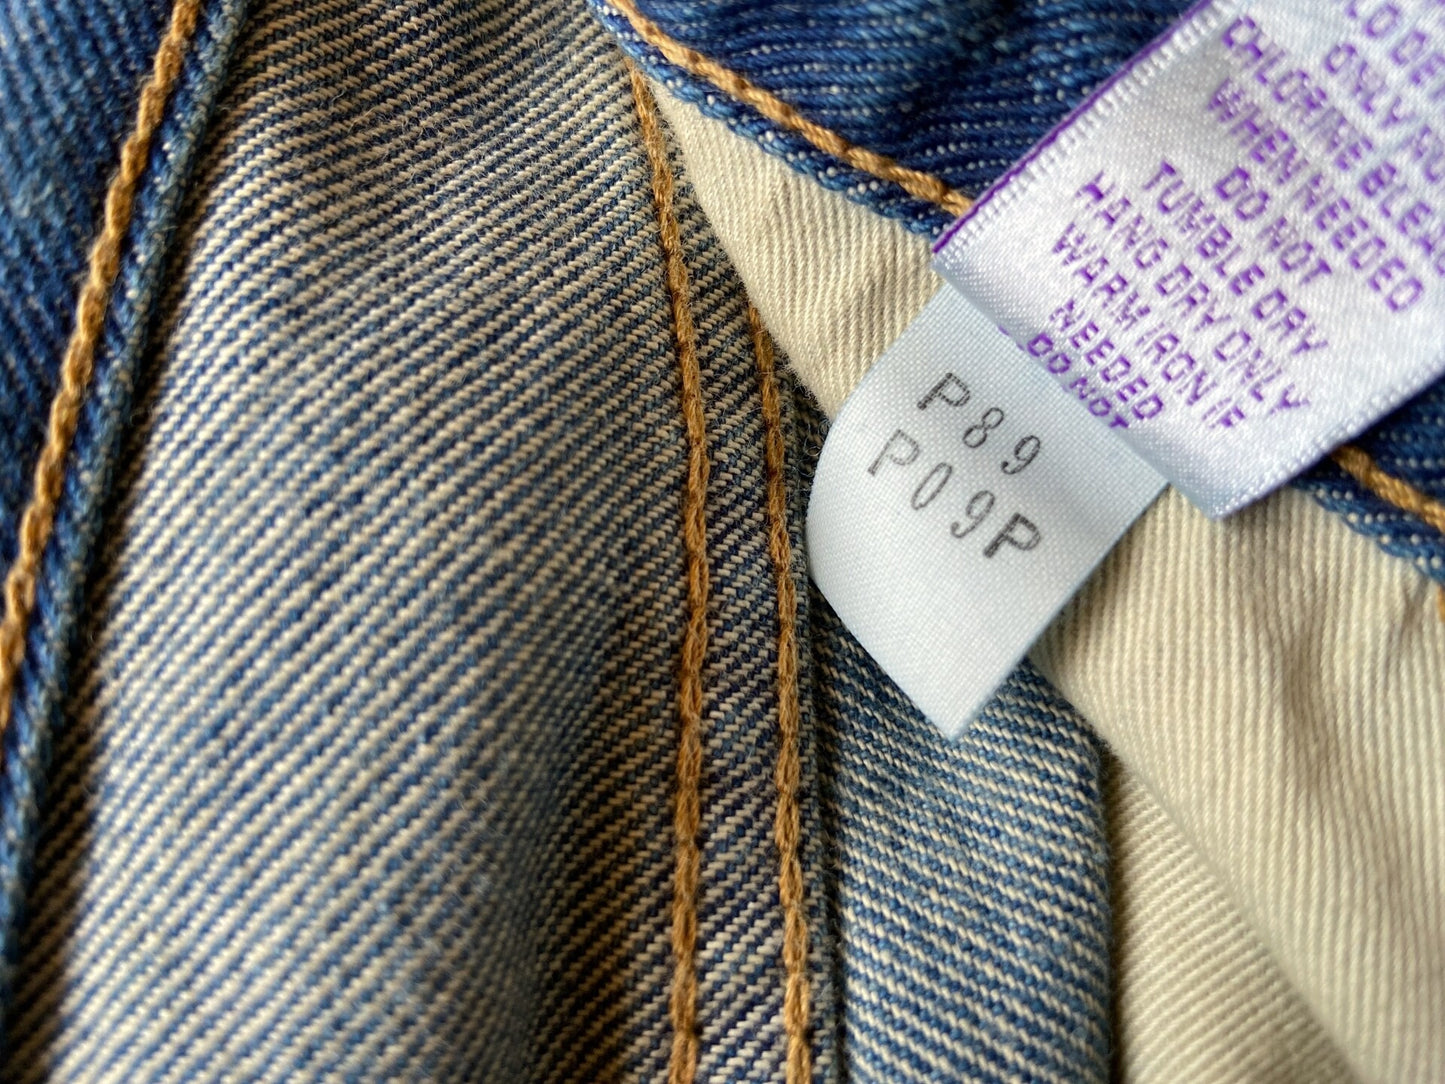 ONLY
CHLORINE BLEA
WHEN NEEDED
DO NOT
TUMBLE DRY
HANG DRY ONLY
WARM IRON IF
NEEDED
DO NOT
P89
P09P